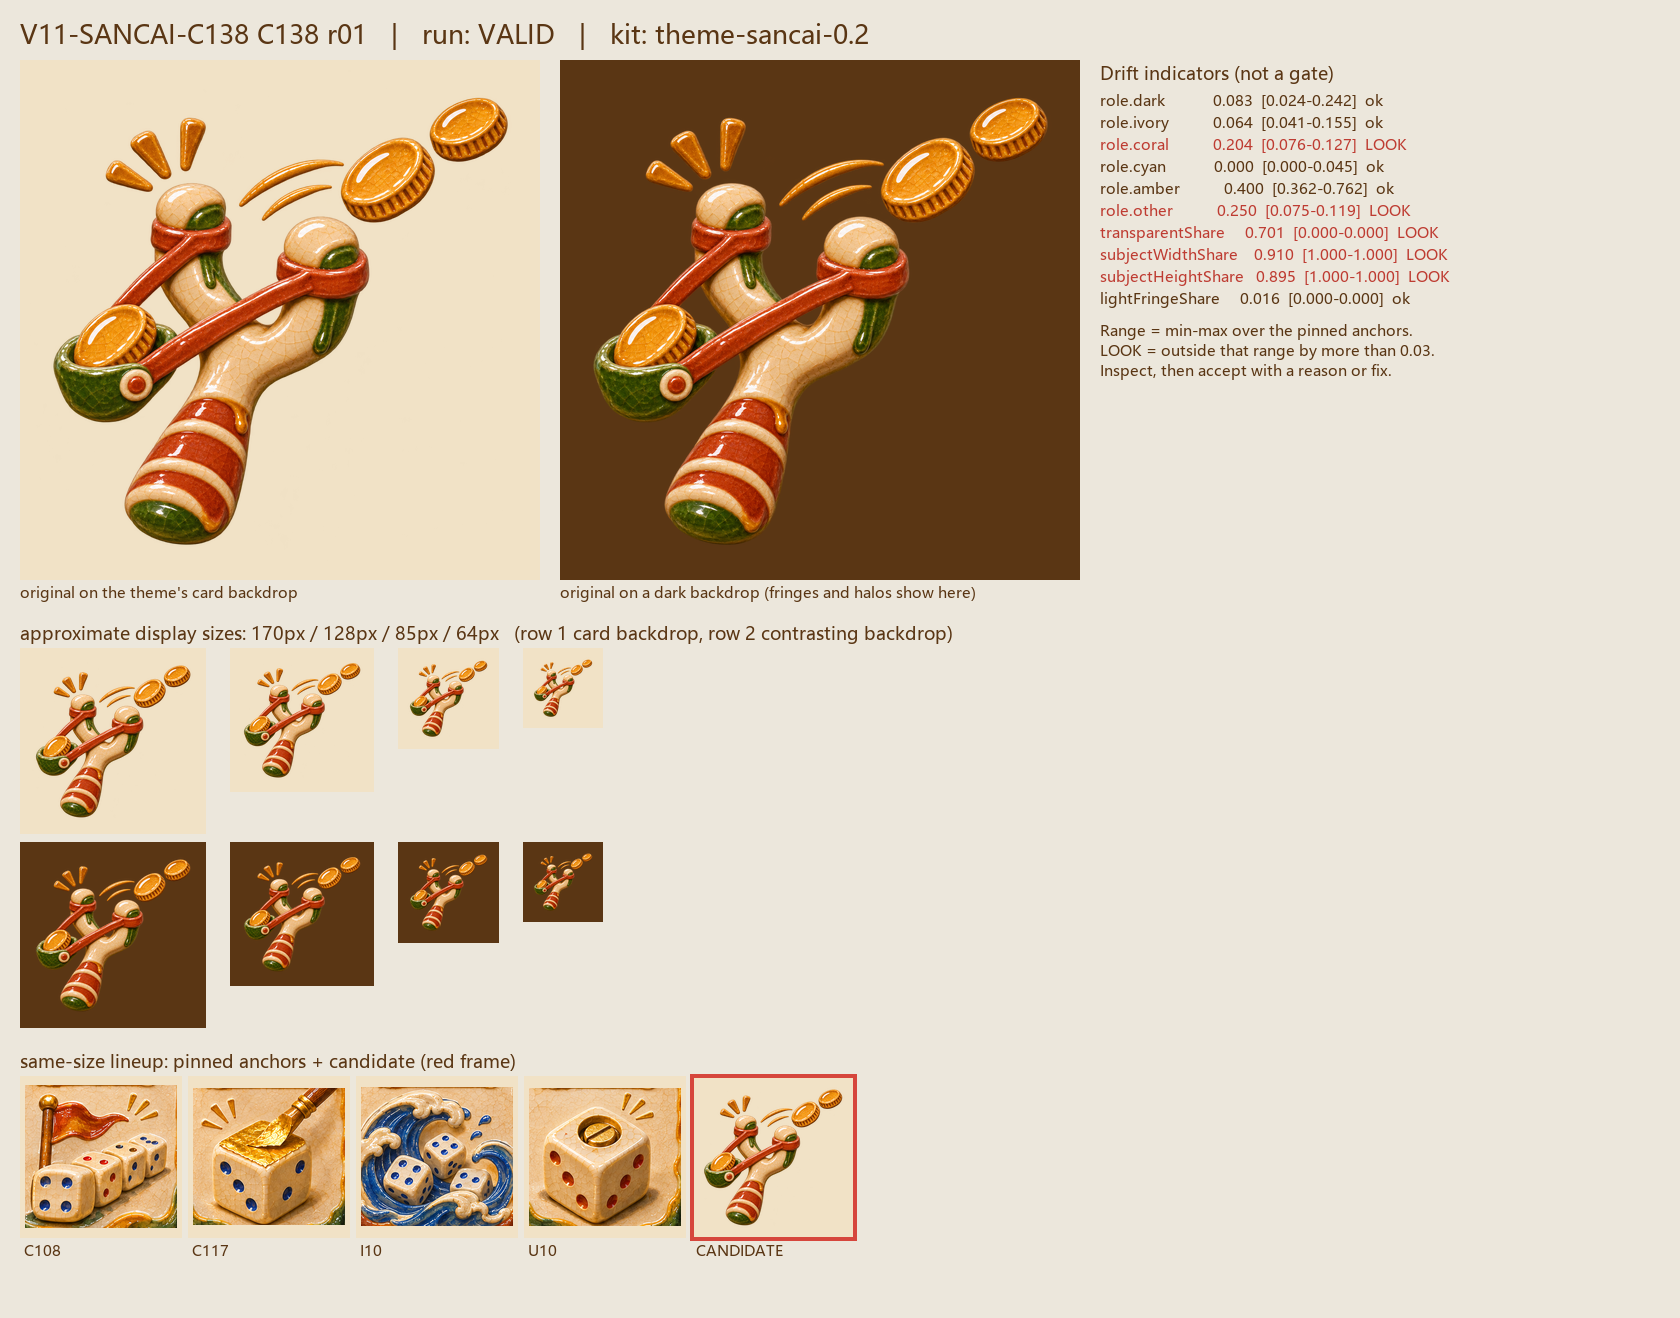 V11-SANCAI-C138 C138 r01 | run: VALID | kit: theme-sancai-0.2
Drift indicators (not a gate)
role.dark 0.083 [0.024-0.242] ok
role.ivory 0.064 [0.041-0.155] ok
role.coral 0.204 [0.076-0.127] LOOK
role.cyan 0.000 [0.000-0.045] ok
role.amber 0.400 [0.362-0.762] ok
role.other 0.250 [0.075-0.119] LOOK
transparentShare 0.701 [0.000-0.000] LOOK
subjectWidthShare 0.910 [1.000-1.000] LOOK
subjectHeightShare 0.895 [1.000-1.000] LOOK
lightFringeShare 0.016 [0.000-0.000] ok
Range = min-max over the pinned anchors.
LOOK = outside that range by more than 0.03.
Inspect, then accept with a reason or fix.
original on the theme's card backdrop
original on a dark backdrop (fringes and halos show here)
approximate display sizes: 170px / 128px / 85px / 64px (row 1 card backdrop, row 2 contrasting backdrop)
same-size lineup: pinned anchors + candidate (red frame)
C108
C117
I10
U10
CANDIDATE